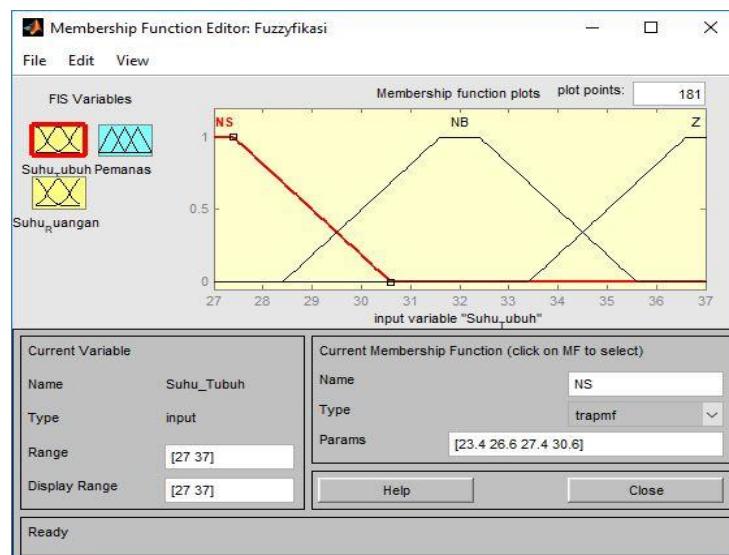 Membership Function Editor: Fuzzyfikasi
File Edit View
FIS Variables
Suhu_Tubuh Pemanas
Suhu_Ruangan
Membership function plots plot points: 181
NS NB Z
1
0.5
0
27 28 29 30 31 32 33 34 35 36 37
input variable "Suhu_Tubuh"
Current Variable
Name Suhu_Tubuh
Type input
Range [27 37]
Display Range [27 37]
Current Membership Function (click on MF to select)
Name NS
Type trapmf
Params [23.4 26.6 27.4 30.6]
Help Close
Ready